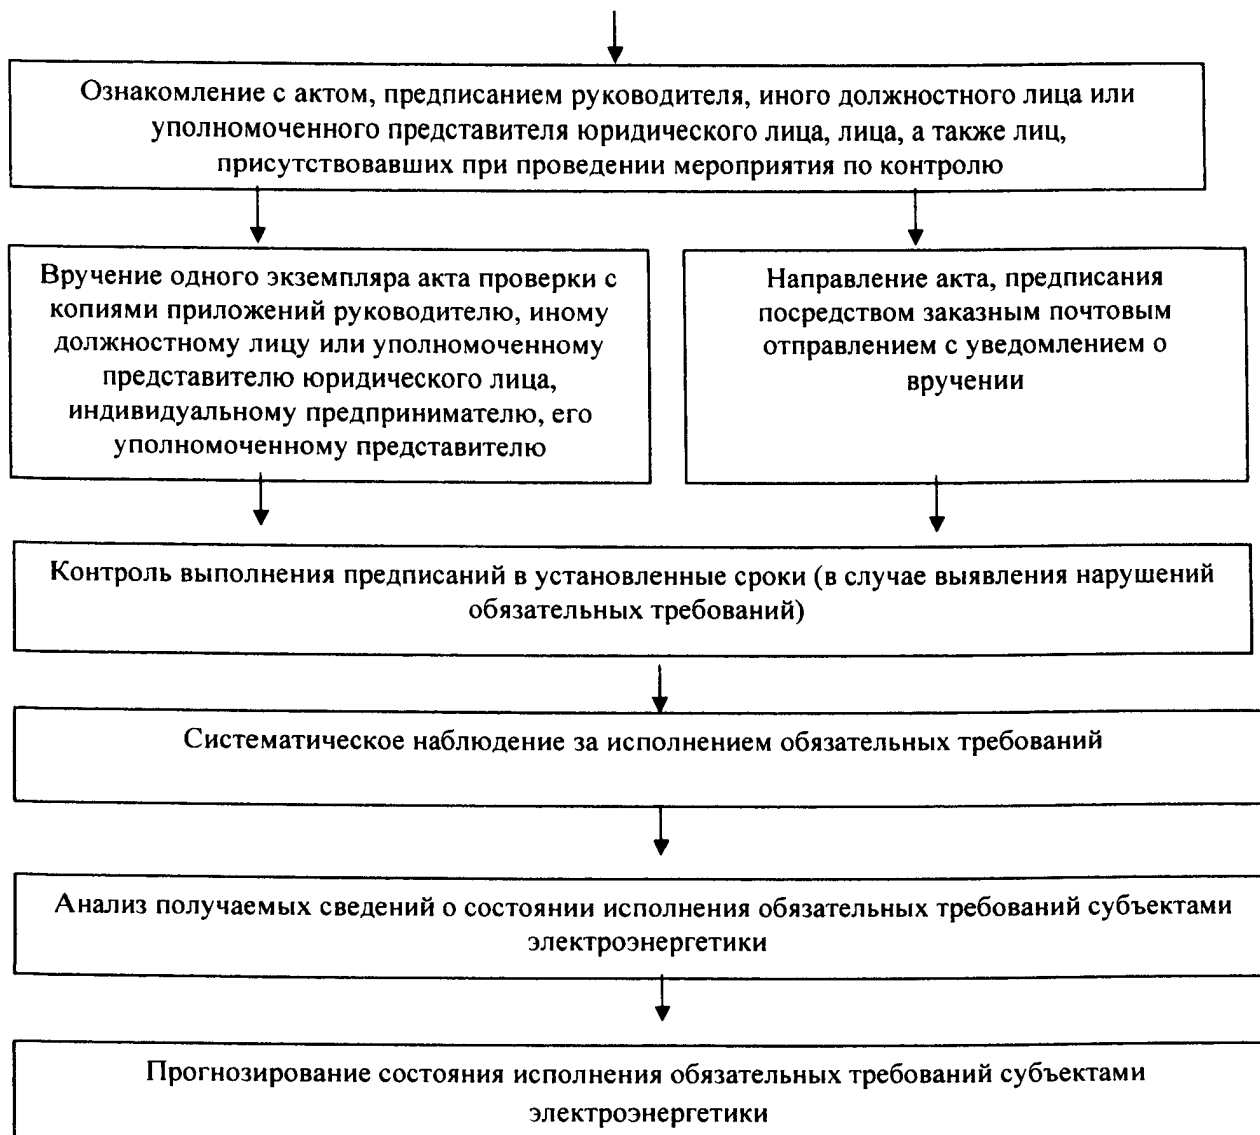 Ознакомление с актом, предписанием руководителя, иного должностного лица или
уполномоченного представителя юридического лица, лица, а также лиц,
присутствовавших при проведении мероприятия по контролю
Вручение одного экземпляра акта проверки с
копиями приложений руководителю, иному
должностному лицу или уполномоченному
представителю юридического лица,
индивидуальному предпринимателю, его
уполномоченному представителю
Направление акта, предписания
посредством заказным почтовым
отправлением с уведомлением о
вручении
Контроль выполнения предписаний в установленные сроки (в случае выявления нарушений
обязательных требований)
Систематическое наблюдение за исполнением обязательных требований
Анализ получаемых сведений о состоянии исполнения обязательных требований субъектами
электроэнергетики
Прогнозирование состояния исполнения обязательных требований субъектами
электроэнергетики